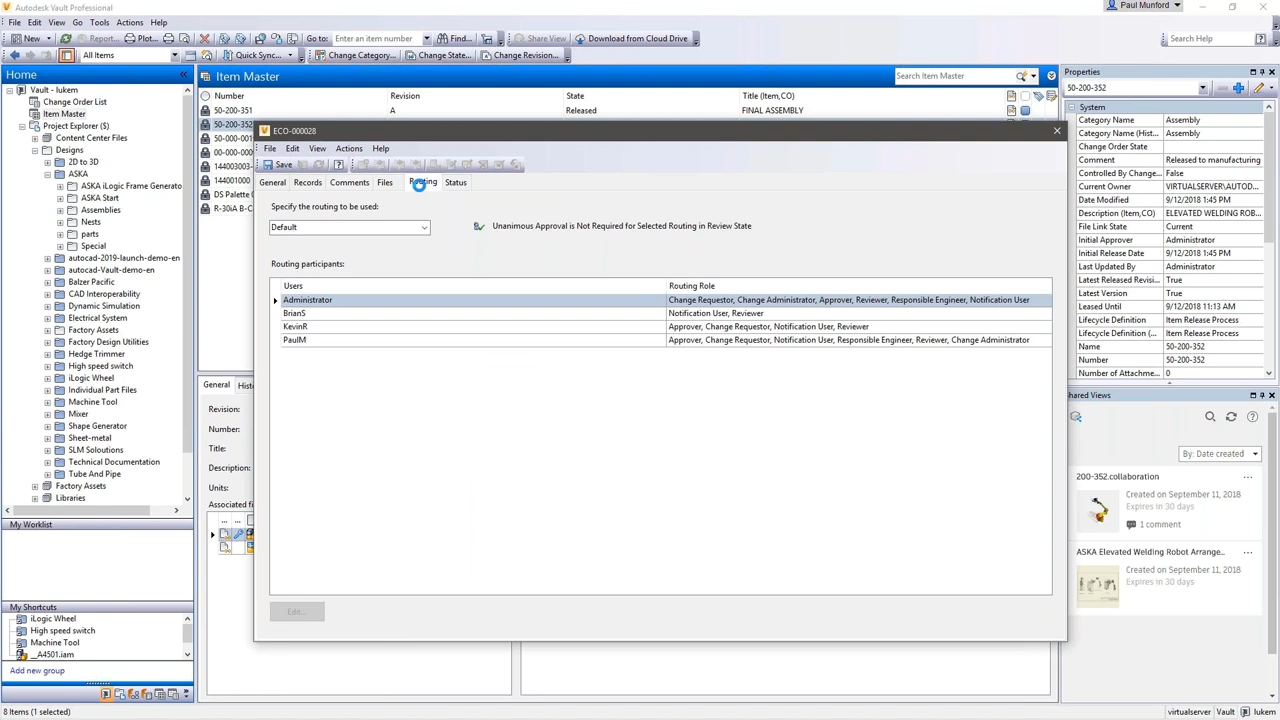 Autodesk Vault Professional
Paul Munford
File Edit View Go Tools Actions Help
New Report... Plot... Go to: Enter an item number Find... Share View Download from Cloud Drive Search Help
All Items Quick Sync... Change Category... Change State... Change Revision...
Home
Vault - lukem
Change Order List
Item Master
Project Explorer ($)
Content Center Files
Designs
2D to 3D
ASKA
ASKA iLogic Frame Generato
ASKA Start
Assemblies
Nests
parts
Special
autocad-2019-launch-demo-en
autocad-Vault-demo-en
Balzer Pacific
CAD Interoperability
Dynamic Simulation
Electrical System
Factory Assets
Factory Design Utilities
Hedge Trimmer
High speed switch
iLogic Wheel
Individual Part Files
Machine Tool
Mixer
Shape Generator
Sheet-metal
SLM Soloutions
Technical Documentation
Tube And Pipe
Factory Assets
Libraries
My Worklist
My Shortcuts
iLogic Wheel
High speed switch
Machine Tool
__A4501.iam
Add new group
8 Items (1 selected)
Item Master
Search Item Master
Number Revision State Title (Item,CO)
50-200-351 A Released FINAL ASSEMBLY
50-200-352
50-000-001
00-000-000
144003003-
144001000
DS Palette
R-30iA B-C
General Histo
Revision:
Number:
Title:
Description:
Units:
Associated fi
ECO-000028
File Edit View Actions Help
Save
General Records Comments Files Routing Status
Specify the routing to be used:
Default
Unanimous Approval is Not Required for Selected Routing in Review State
Routing participants:
Users Routing Role
Administrator Change Requestor, Change Administrator, Approver, Reviewer, Responsible Engineer, Notification User
BrianS Notification User, Reviewer
KevinR Approver, Change Requestor, Notification User, Reviewer
PaulM Approver, Change Requestor, Notification User, Responsible Engineer, Reviewer, Change Administrator
Edit...
Properties
50-200-352
System
Category Name Assembly
Category Name (Hist... Assembly
Change Order State
Comment Released to manufacturing
Controlled By Change... False
Current Owner VIRTUALSERVER\AUTOD...
Date Modified 9/12/2018 1:45 PM
Description (Item,CO) ELEVATED WELDING ROB...
File Link State Current
Initial Approver Administrator
Initial Release Date 9/12/2018 1:45 PM
Last Updated By Administrator
Latest Released Revisi... True
Latest Version True
Leased Until 9/12/2018 11:13 AM
Lifecycle Definition Item Release Process
Lifecycle Definition (... Item Release Process
Name 50-200-352
Number 50-200-352
Number of Attachme... 0
Shared Views
By: Date created
200-352.collaboration
Created on September 11, 2018
Expires in 30 days
1 comment
ASKA Elevated Welding Robot Arrange...
Created on September 11, 2018
Expires in 30 days
virtualserver Vault lukem